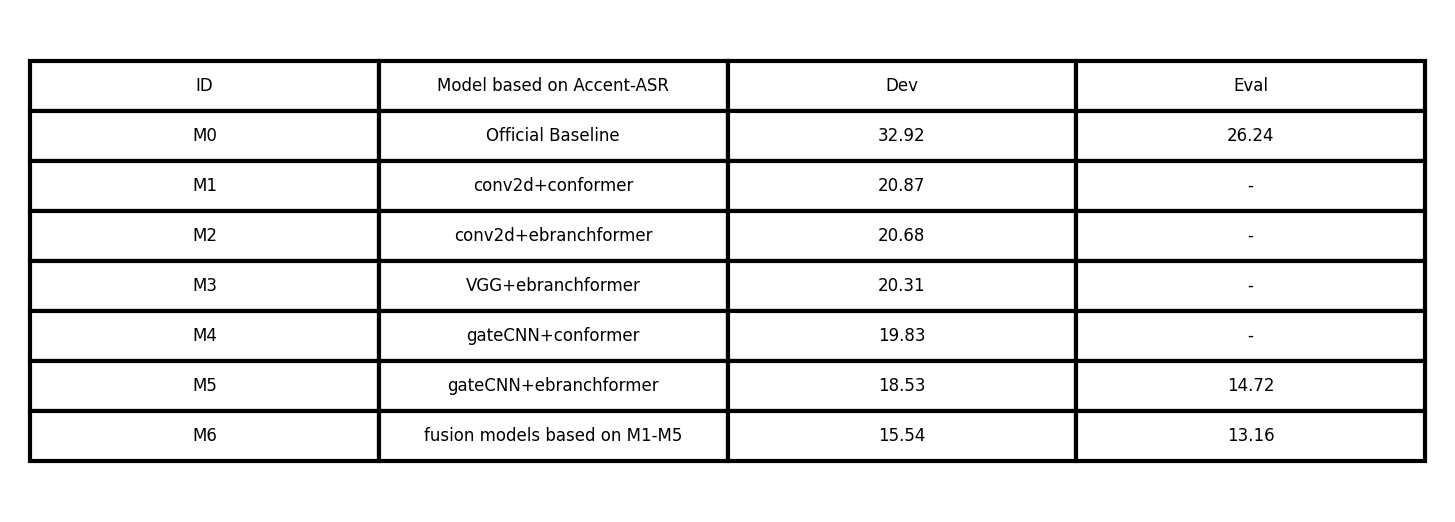 ID Model based on Accent-ASR Dev Eval
M0 Official Baseline 32.92 26.24
M1 conv2d+conformer 20.87 -
M2 conv2d+ebranchformer 20.68 -
M3 VGG+ebranchformer 20.31 -
M4 gateCNN+conformer 19.83 -
M5 gateCNN+ebranchformer 18.53 14.72
M6 fusion models based on M1-M5 15.54 13.16